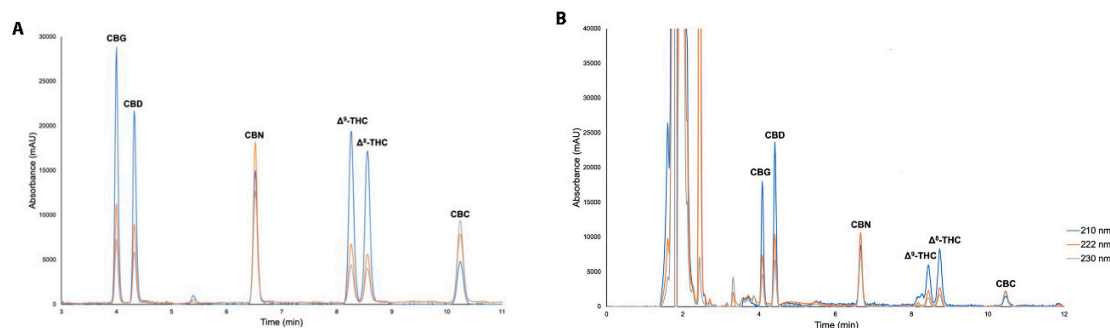 A
CBG
CBD
CBN
Δ⁹-THC
Δ⁸-THC
CBC
Absorbance (mAU)
30000
25000
20000
15000
10000
5000
0
3 4 5 6 7 8 9 10 11
Time (min)
B
CBG
CBD
CBN
Δ⁹-THC
Δ⁸-THC
CBC
Absorbance (mAU)
40000
35000
30000
25000
20000
15000
10000
5000
0
0 2 4 6 8 10 12
Time (min)
210 nm
222 nm
230 nm